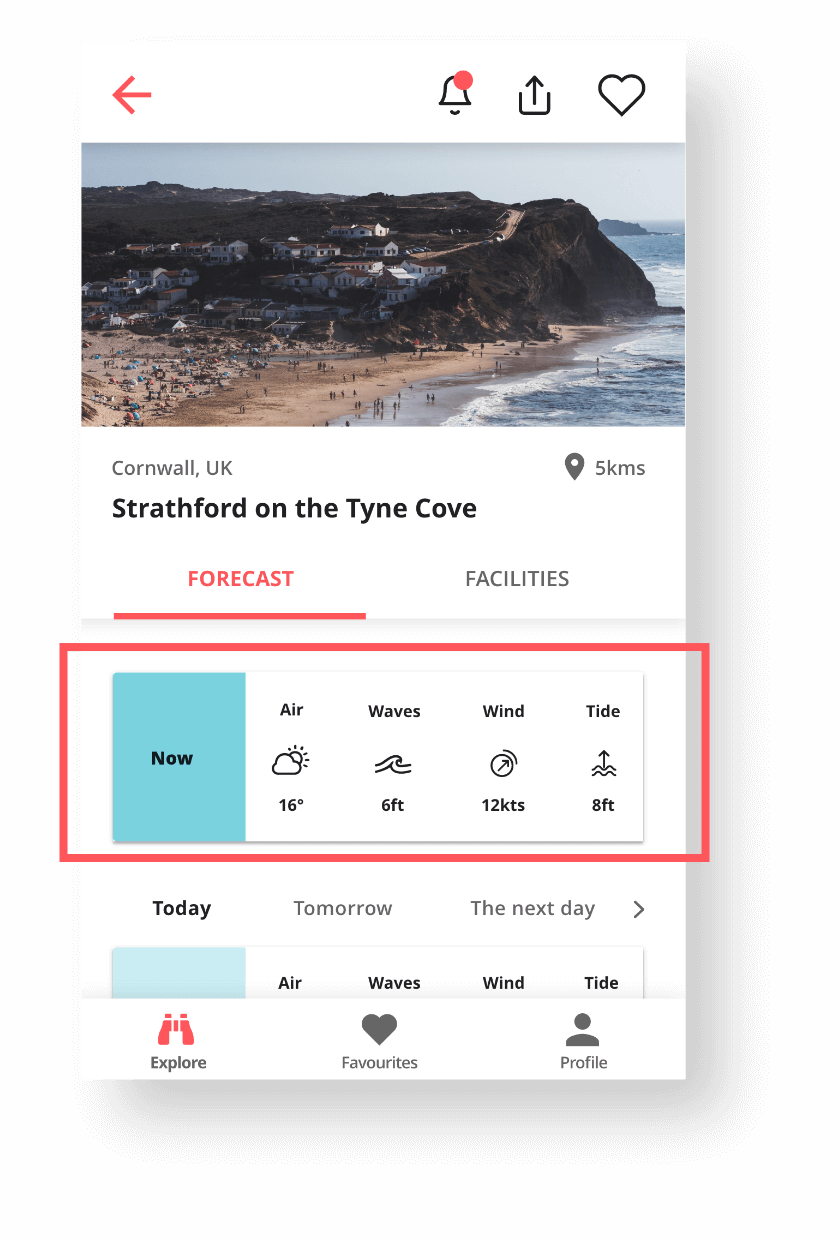 Cornwall, UK 5kms
Strathford on the Tyne Cove
FORECAST FACILITIES
Now
Air Waves Wind Tide
16° 6ft 12kts 8ft
Today Tomorrow The next day
Air Waves Wind Tide
Explore Favourites Profile